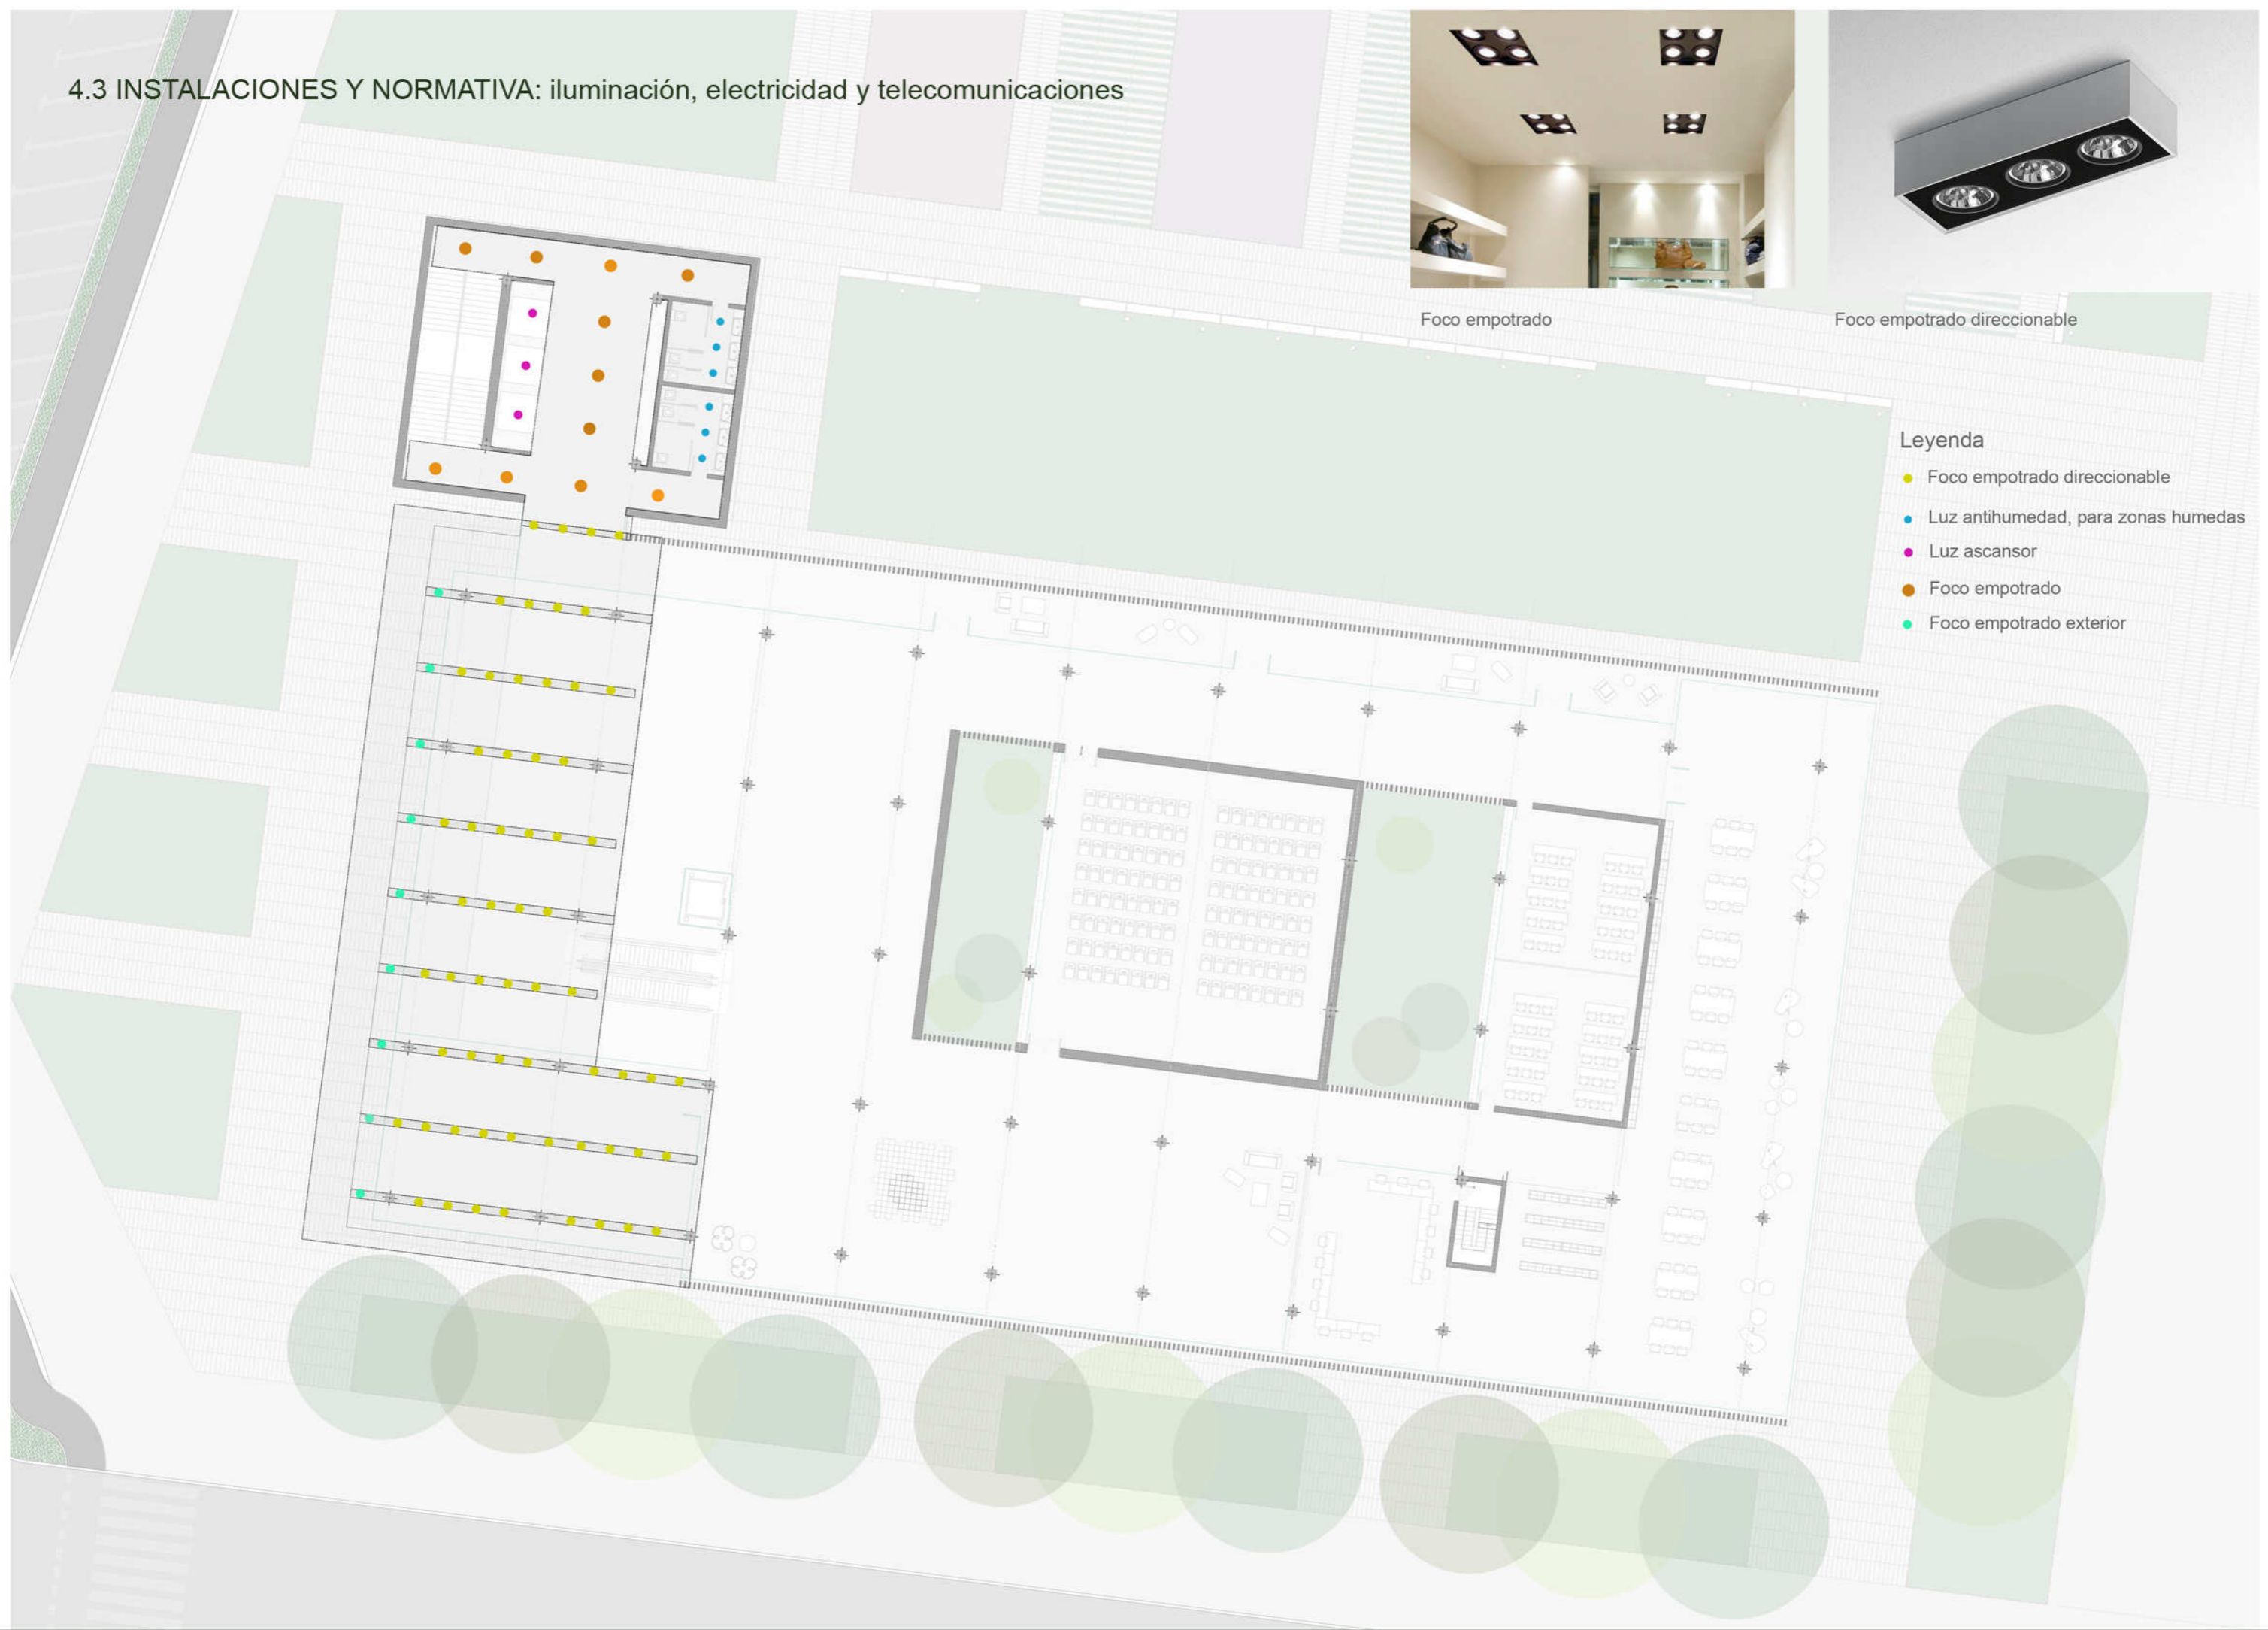 4.3 INSTALACIONES Y NORMATIVA: iluminación, electricidad y telecomunicaciones
Foco empotrado
Foco empotrado direccionable
Leyenda
Foco empotrado direccionable
Luz antihumedad, para zonas humedas
Luz ascansor
Foco empotrado
Foco empotrado exterior